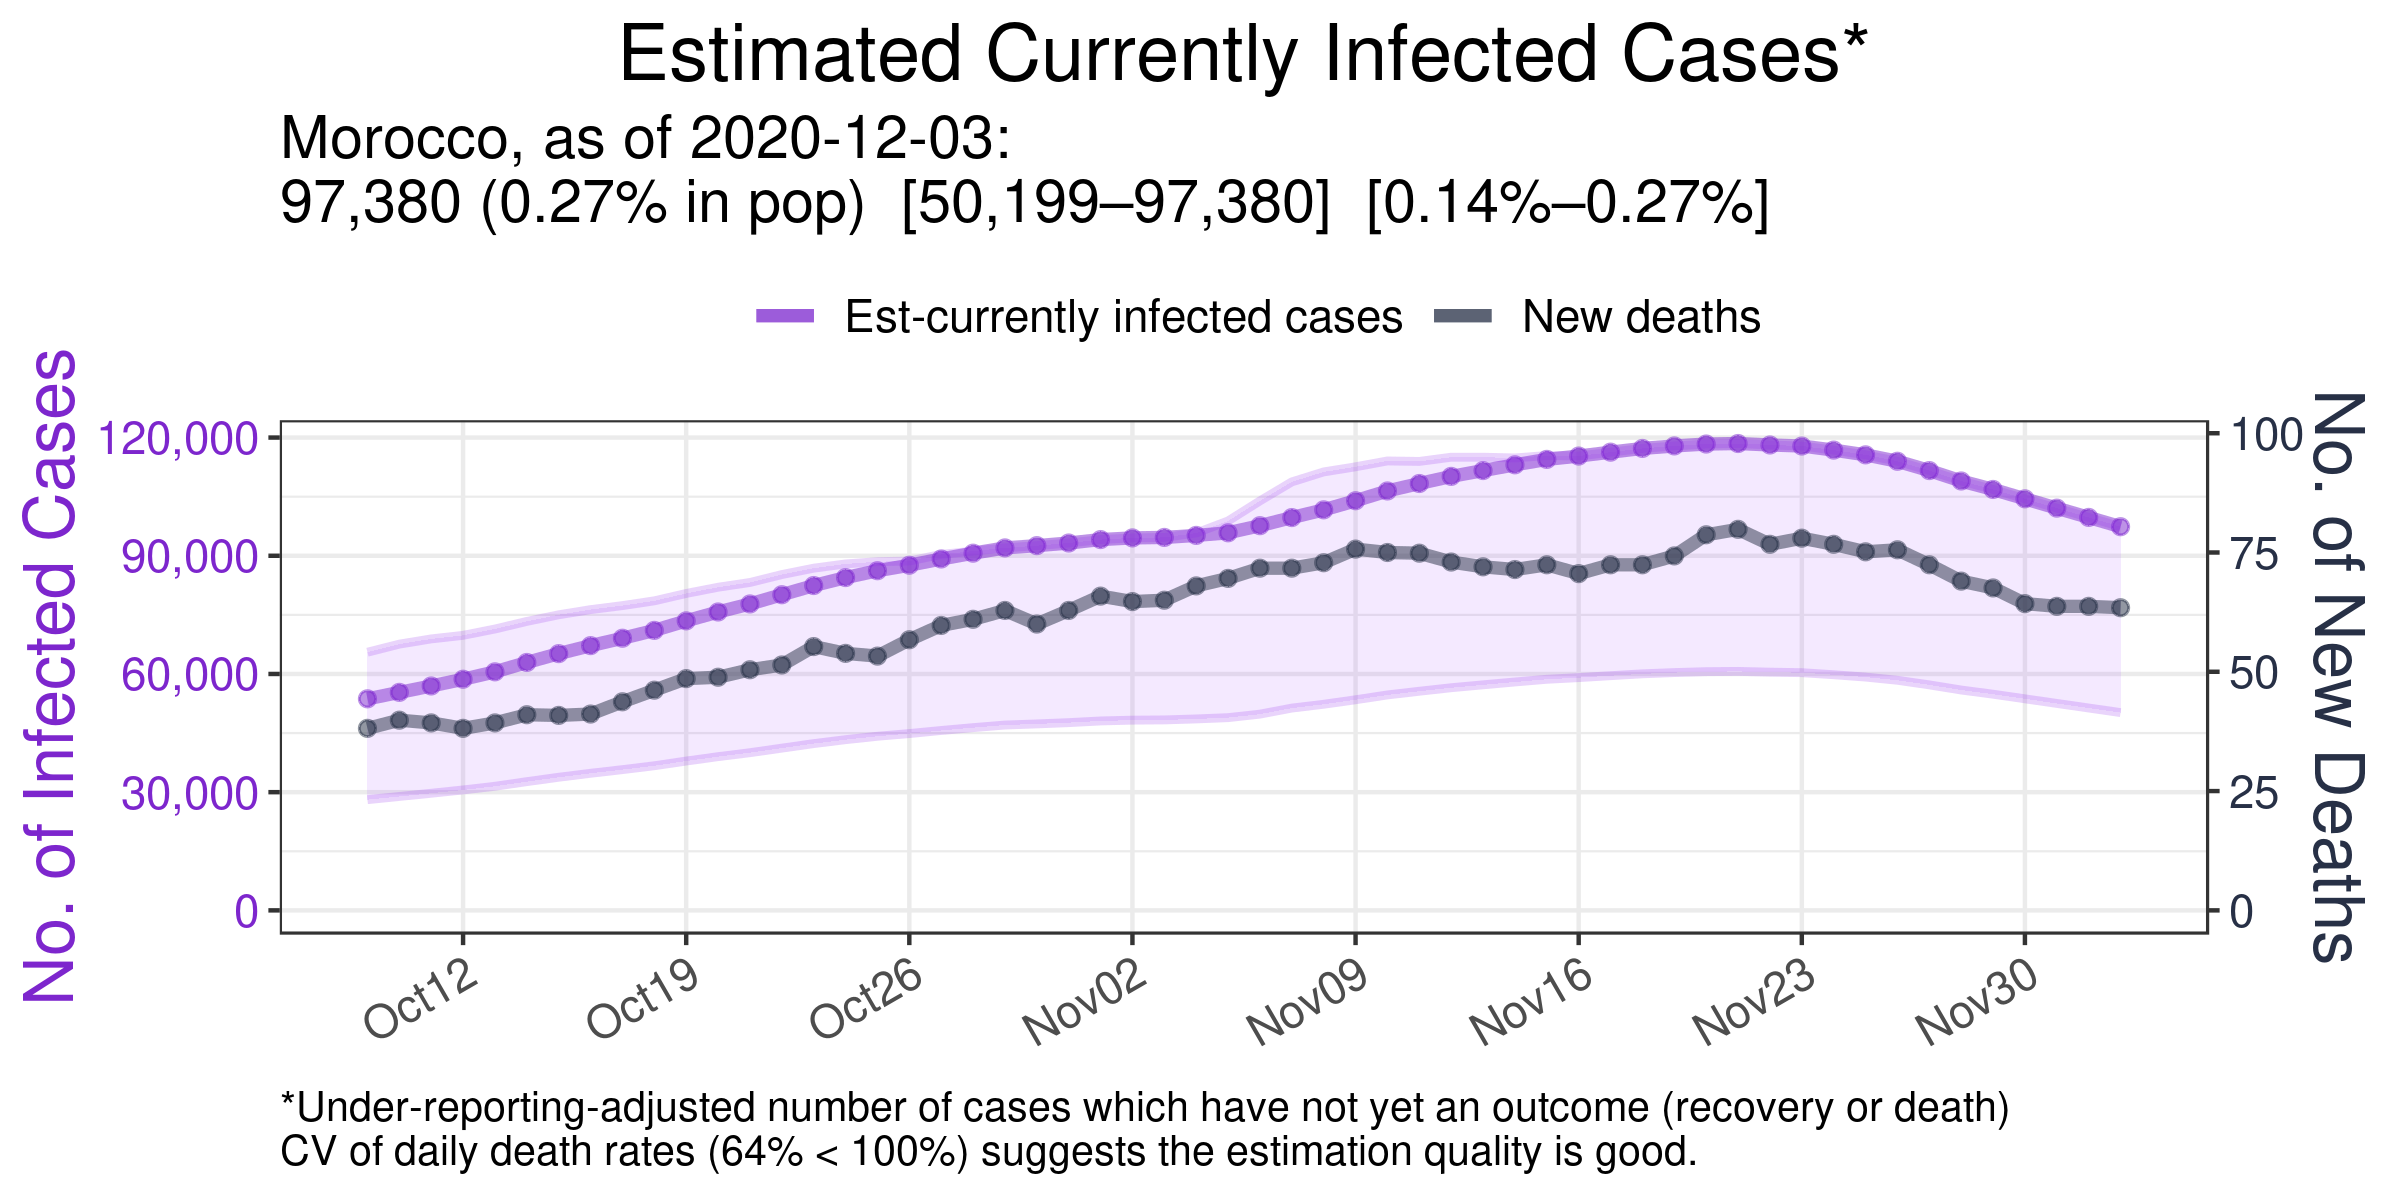 Estimated Currently Infected Cases*
Morocco, as of 2020-12-03:
97,380 (0.27% in pop)  [50,199–97,380]  [0.14%–0.27%]
Est-currently infected cases
New deaths
No. of Infected Cases
120,000
90,000
60,000
30,000
0
100
75
50
25
0
No. of New Deaths
Oct12
Oct19
Oct26
Nov02
Nov09
Nov16
Nov23
Nov30
*Under-reporting-adjusted number of cases which have not yet an outcome (recovery or death)
CV of daily death rates (64% < 100%) suggests the estimation quality is good.